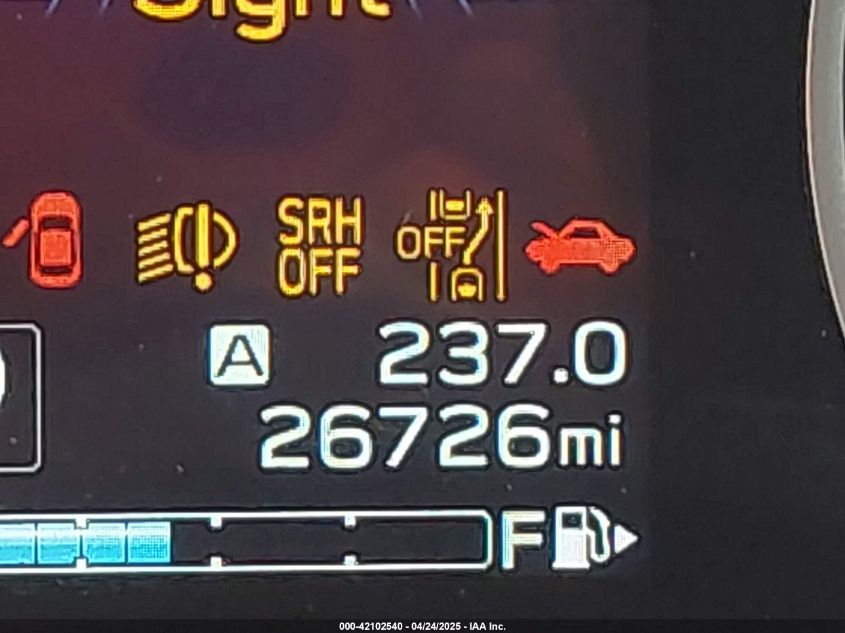 SRH
OFF
OFF
A 237.0
26726mi
F
000-42102540 - 04/24/2025 - IAA Inc.